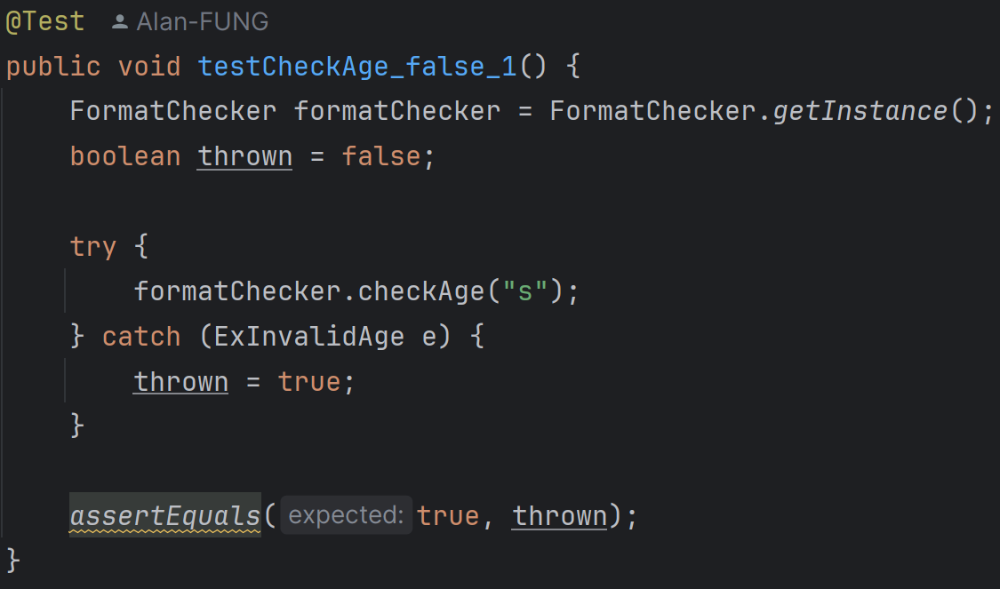 @Test Alan-FUNG
public void testCheckAge_false_1() {
    FormatChecker formatChecker = FormatChecker.getInstance();
    boolean thrown = false;

    try {
        formatChecker.checkAge("s");
    } catch (ExInvalidAge e) {
        thrown = true;
    }

    assertEquals( expected: true, thrown);
}